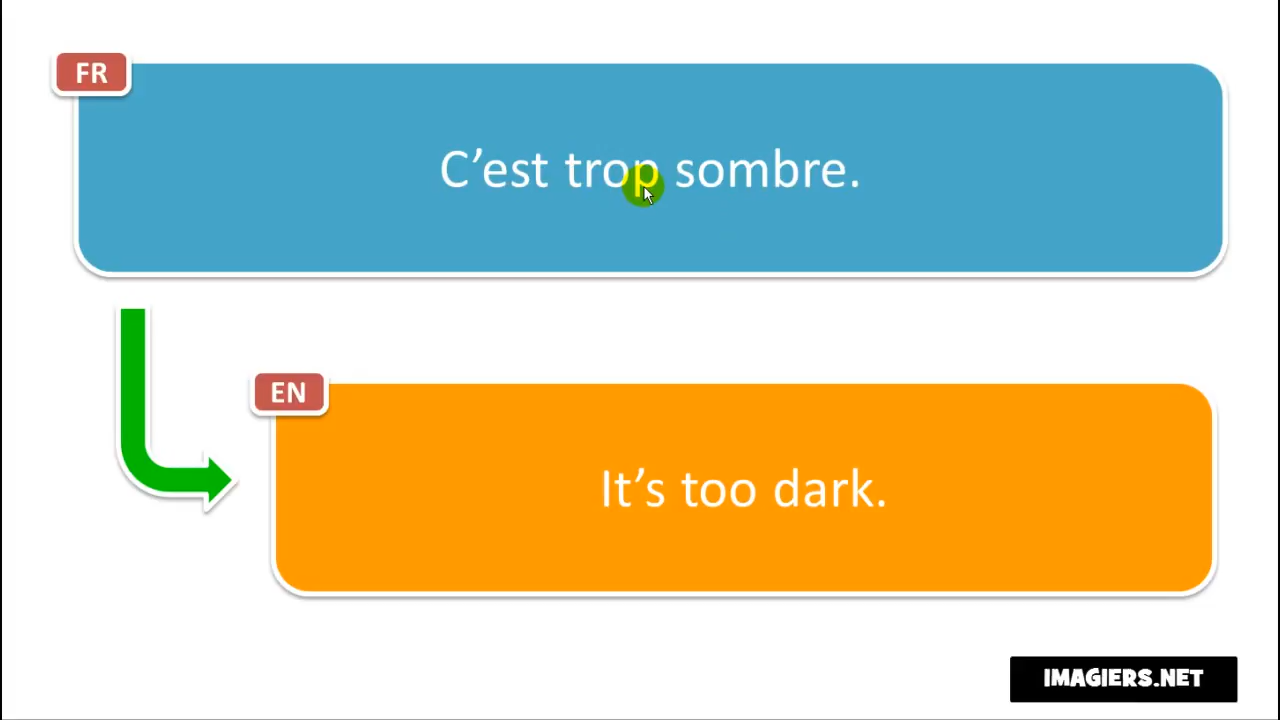 FR
C’est trop sombre.
EN
It’s too dark.
IMAGIERS.NET